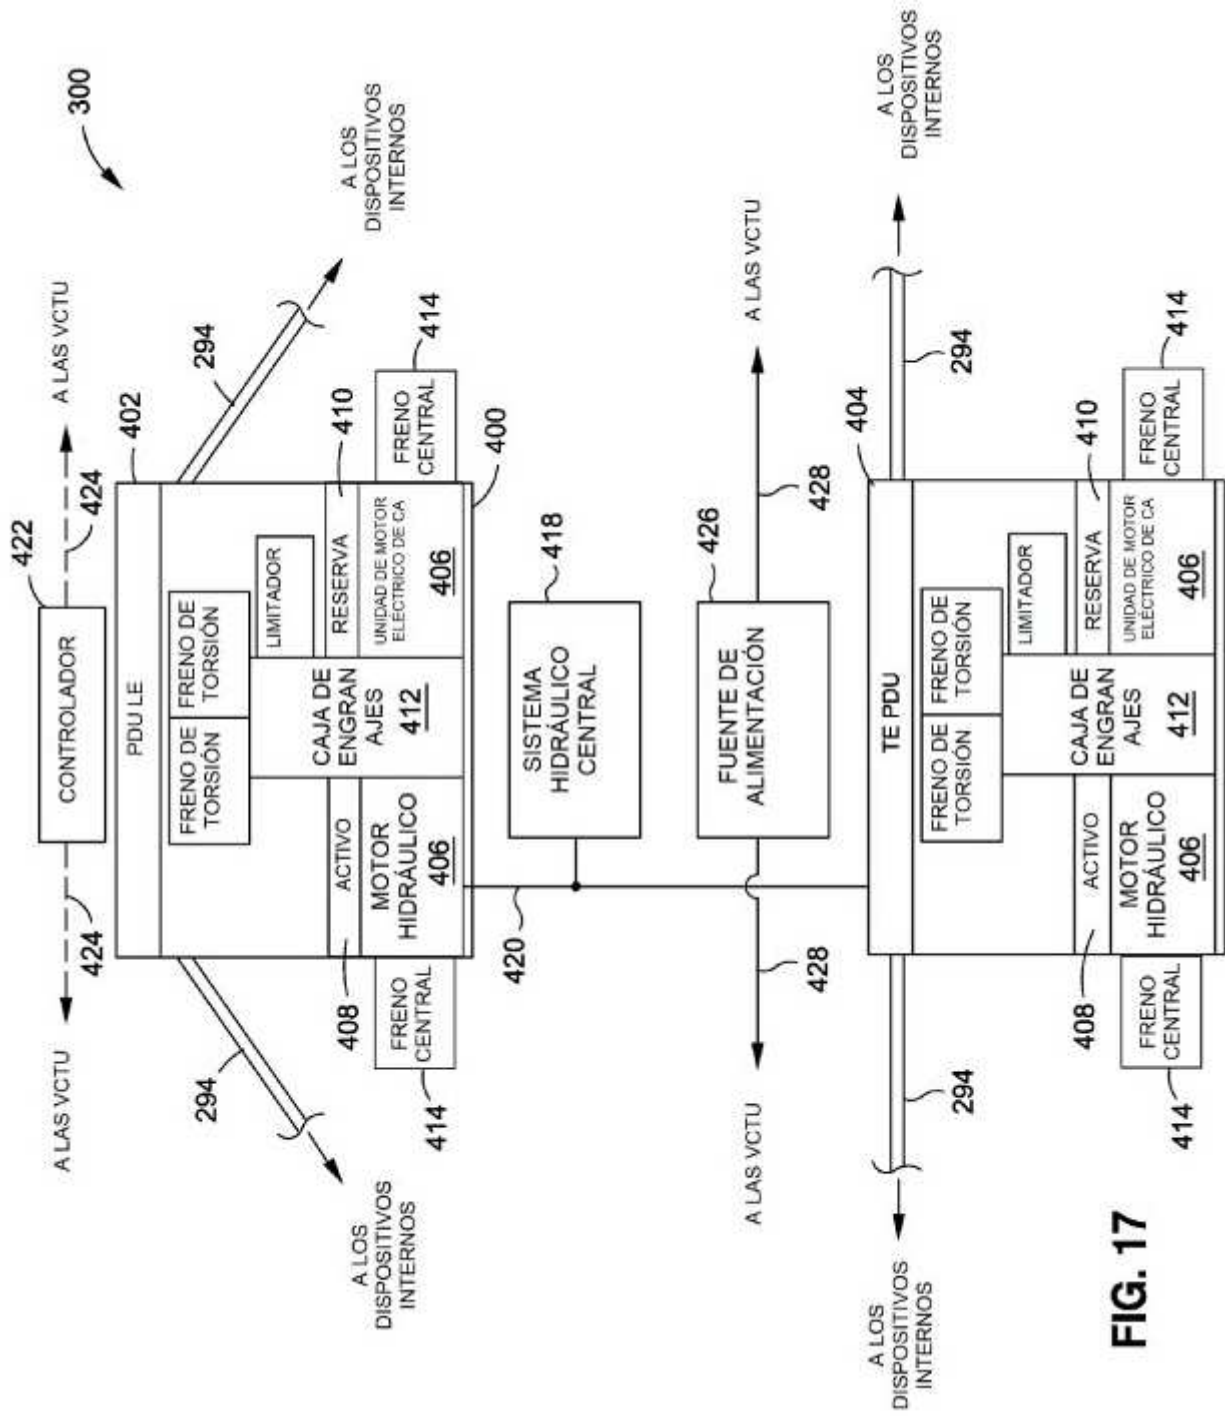 300
A LAS VCTU
424
422
CONTROLADOR
424
A LAS VCTU
402
PDU LE
294
A LOS
DISPOSITIVOS
INTERNOS
294
A LOS
DISPOSITIVOS
INTERNOS
FRENO DE
TORSIÓN
FRENO DE
TORSIÓN
LIMITADOR
CAJA DE
ENGRAN
AJES
412
408
ACTIVO
RESERVA
410
414
FRENO
CENTRAL
MOTOR
HIDRÁULICO
406
UNIDAD DE MOTOR
ELÉCTRICO DE CA
406
FRENO
CENTRAL
414
400
420
SISTEMA
HIDRÁULICO
CENTRAL
418
A LAS VCTU
428
FUENTE DE
ALIMENTACIÓN
426
428
A LAS VCTU
A LOS
DISPOSITIVOS
INTERNOS
294
TE PDU
404
294
A LOS
DISPOSITIVOS
INTERNOS
FRENO DE
TORSIÓN
FRENO DE
TORSIÓN
LIMITADOR
CAJA DE
ENGRAN
AJES
412
408
ACTIVO
RESERVA
410
414
FRENO
CENTRAL
MOTOR
HIDRÁULICO
406
UNIDAD DE MOTOR
ELÉCTRICO DE CA
406
FRENO
CENTRAL
414
FIG. 17